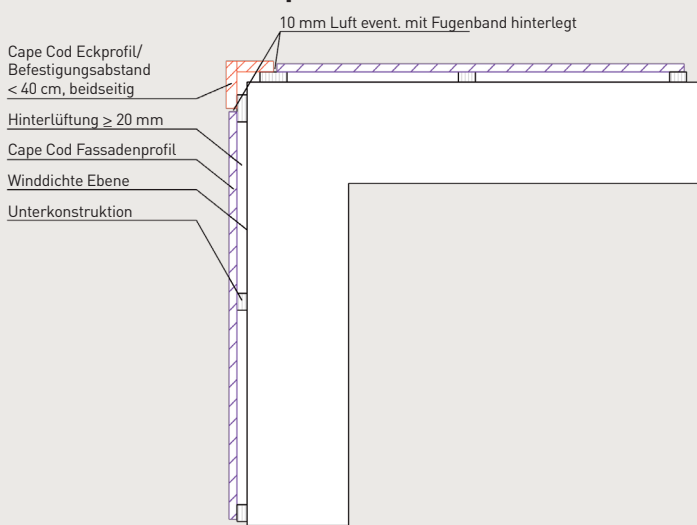 10 mm Luft event. mit Fugenband hinterlegt
Cape Cod Eckprofil/
Befestigungsabstand
< 40 cm, beidseitig
Hinterlüftung ≥ 20 mm
Cape Cod Fassadenprofil
Winddichte Ebene
Unterkonstruktion